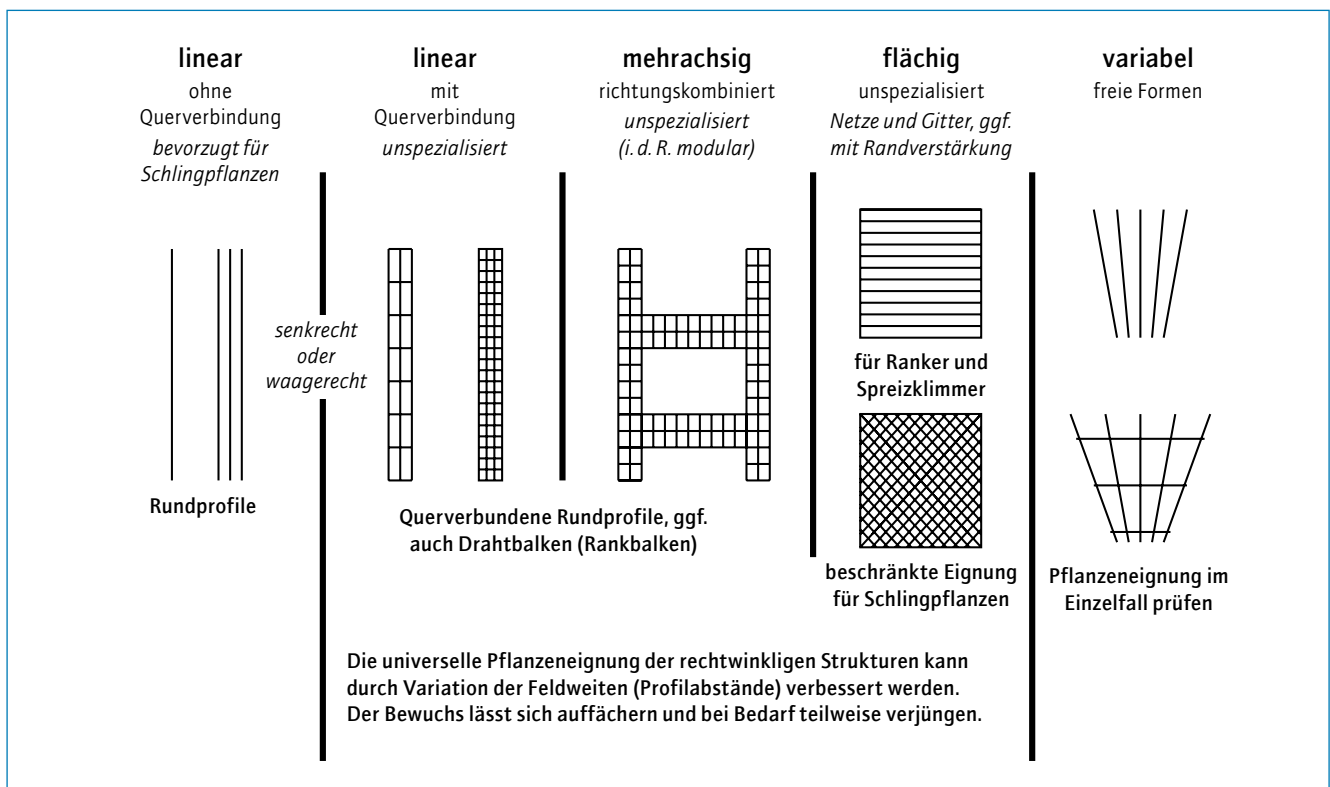 linear
ohne
Querverbindung
bevorzugt für
Schlingpflanzen
Rundprofile
senkrecht
oder
waagerecht
linear
mit
Querverbindung
unspezialisiert
mehrachsig
richtungskombiniert
unspezialisiert
(i. d. R. modular)
Querverbundene Rundprofile, ggf.
auch Drahtbalken (Rankbalken)
flächig
unspezialisiert
Netze und Gitter, ggf.
mit Randverstärkung
für Ranker und
Spreizklimmer
beschränkte Eignung
für Schlingpflanzen
variabel
freie Formen
Pflanzeneignung im
Einzelfall prüfen
Die universelle Pflanzeneignung der rechtwinkligen Strukturen kann
durch Variation der Feldweiten (Profilabstände) verbessert werden.
Der Bewuchs lässt sich auffächern und bei Bedarf teilweise verjüngen.